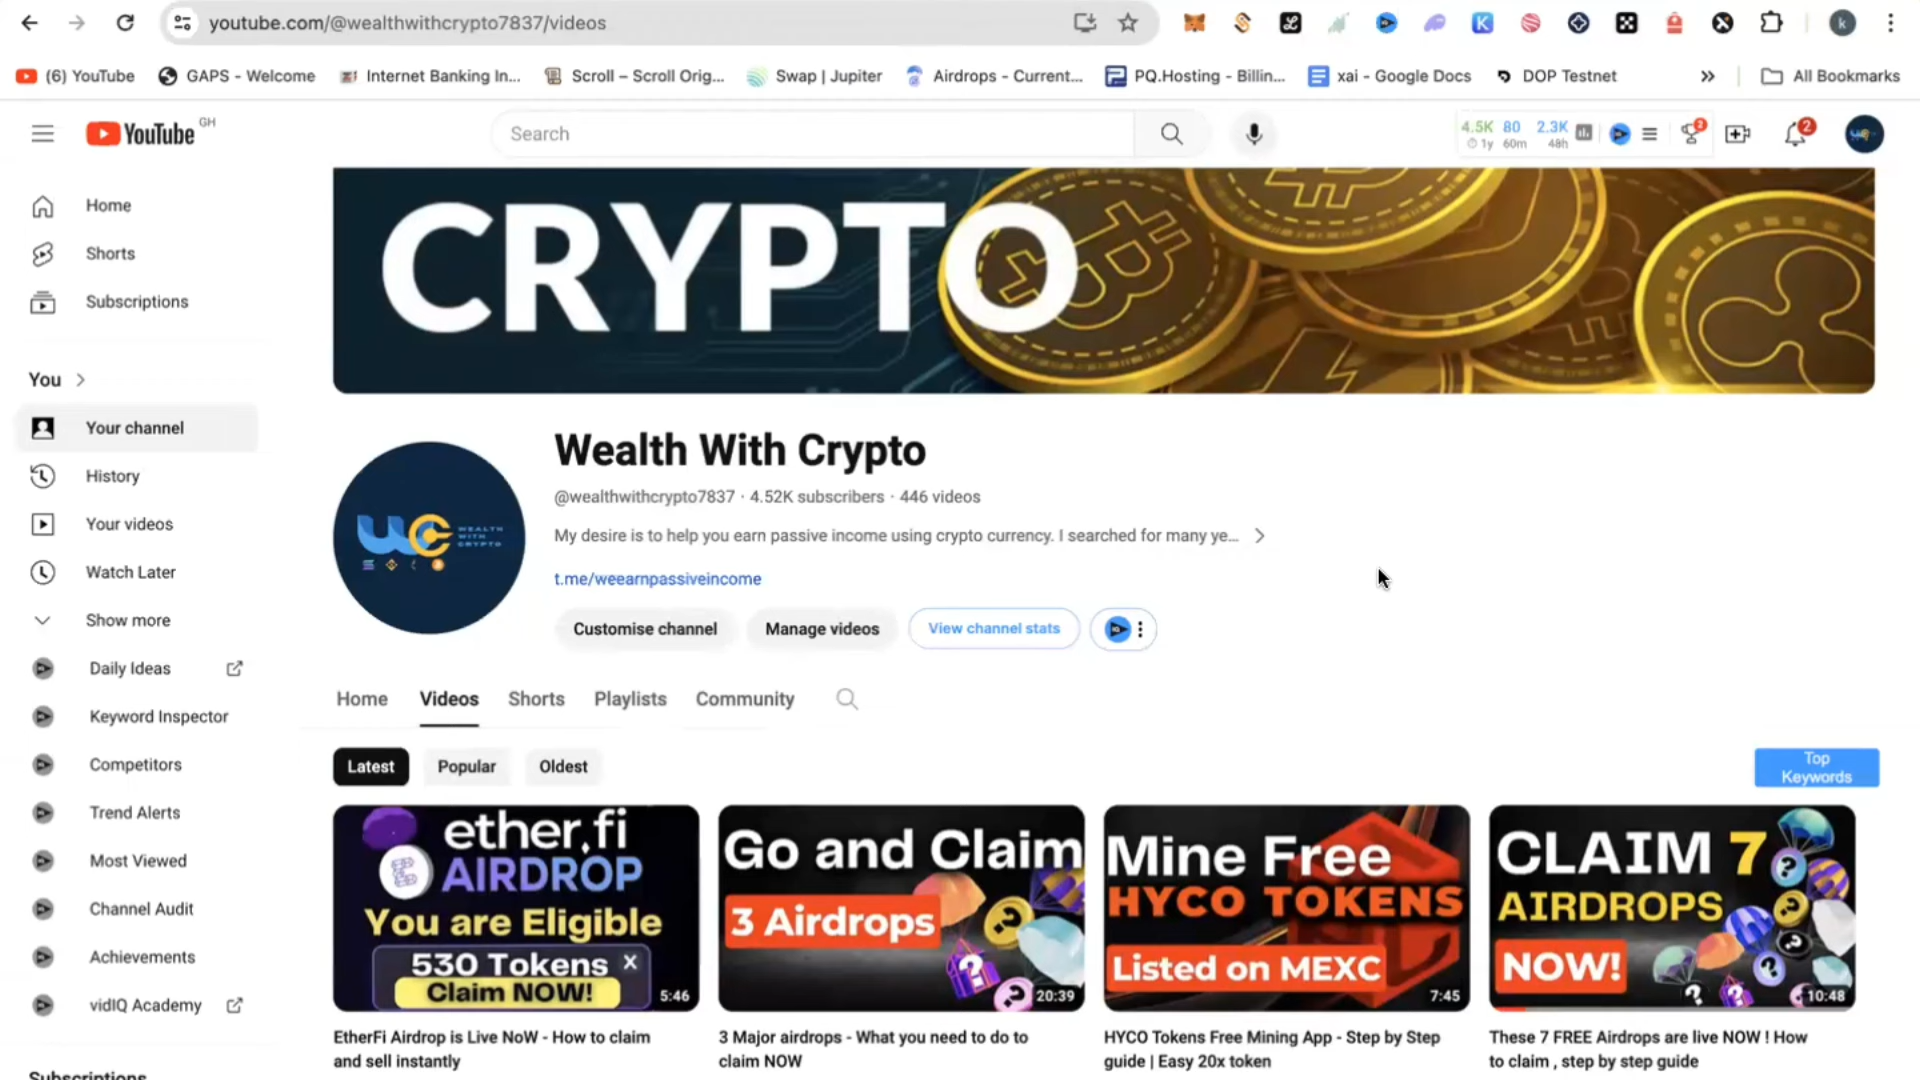 youtube.com/@wealthwithcrypto7837/videos
(6) YouTube
GAPS - Welcome
Internet Banking In...
Scroll – Scroll Orig...
Swap | Jupiter
Airdrops - Current...
PQ.Hosting - Billin...
xai - Google Docs
DOP Testnet
All Bookmarks
k
YouTube
GH
Search
4.5K 80 2.3K
1y 60m 48h
2
2
Home
Shorts
Subscriptions
You
Your channel
History
Your videos
Watch Later
Show more
Daily Ideas
Keyword Inspector
Competitors
Trend Alerts
Most Viewed
Channel Audit
Achievements
vidIQ Academy
Subscriptions
CRYPTO
WEALTH
WITH
CRYPTO
Wealth With Crypto
@wealthwithcrypto7837 · 4.52K subscribers · 446 videos
My desire is to help you earn passive income using crypto currency. I searched for many ye...
t.me/weearnpassiveincome
Customise channel
Manage videos
View channel stats
Home
Videos
Shorts
Playlists
Community
Latest
Popular
Oldest
Top
Keywords
ether.fi
AIRDROP
You are Eligible
530 Tokens X
Claim NOW!
5:46
EtherFi Airdrop is Live NoW - How to claim
and sell instantly
Go and Claim
3 Airdrops
20:39
3 Major airdrops - What you need to do to
claim NOW
Mine Free
HYCO TOKENS
Listed on MEXC
7:45
HYCO Tokens Free Mining App - Step by Step
guide | Easy 20x token
CLAIM 7
AIRDROPS
NOW!
10:48
These 7 FREE Airdrops are live NOW ! How
to claim , step by step guide